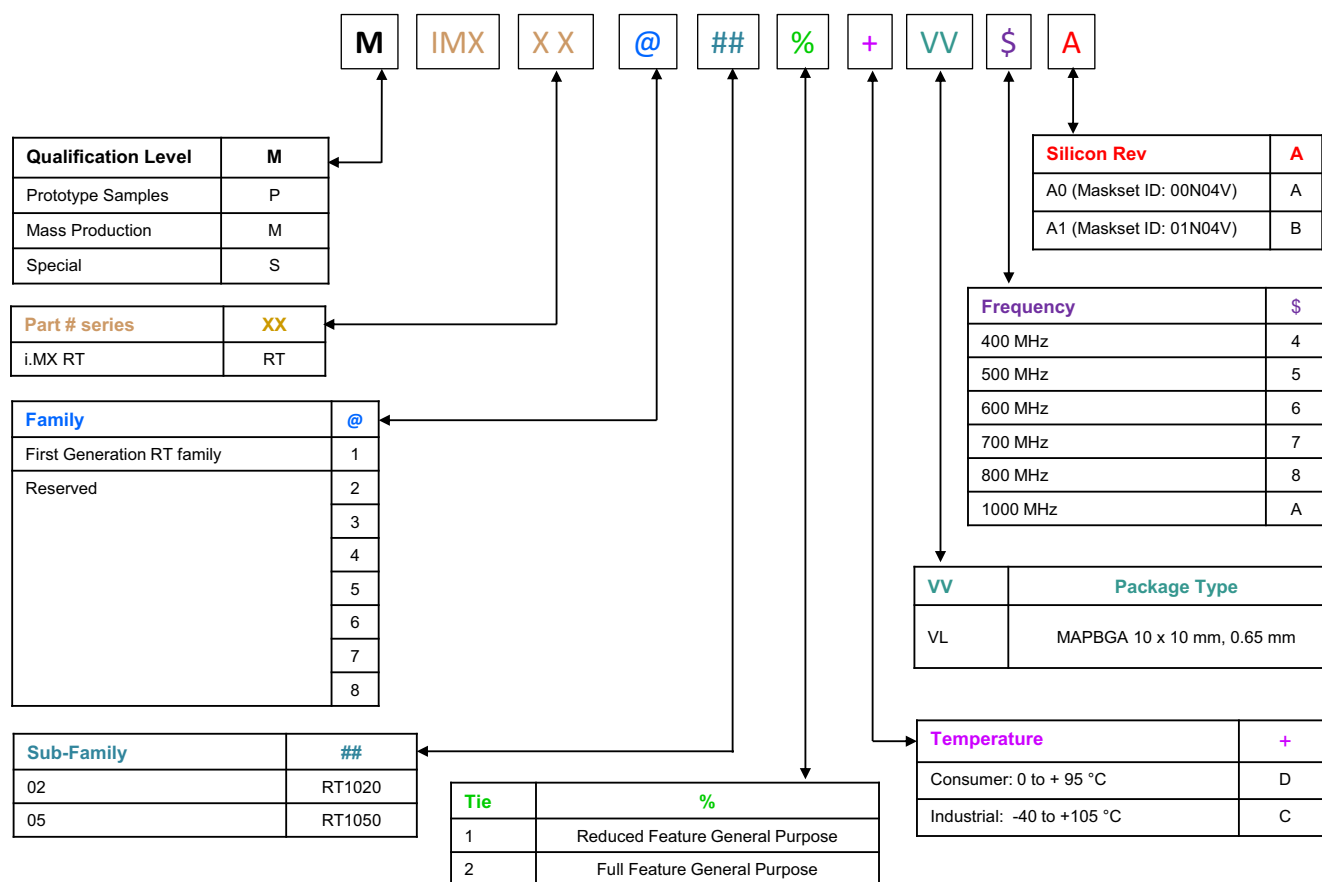 M IMX X X @ ## % + VV $ A
Qualification Level M
Prototype Samples P
Mass Production M
Special S
Part # series XX
i.MX RT RT
Family @
First Generation RT family 1
Reserved 2
3
4
5
6
7
8
Sub-Family ##
02 RT1020
05 RT1050
Tie %
1 Reduced Feature General Purpose
2 Full Feature General Purpose
Silicon Rev A
A0 (Maskset ID: 00N04V) A
A1 (Maskset ID: 01N04V) B
Frequency $
400 MHz 4
500 MHz 5
600 MHz 6
700 MHz 7
800 MHz 8
1000 MHz A
VV Package Type
VL MAPBGA 10 x 10 mm, 0.65 mm
Temperature +
Consumer: 0 to + 95 °C D
Industrial: -40 to +105 °C C